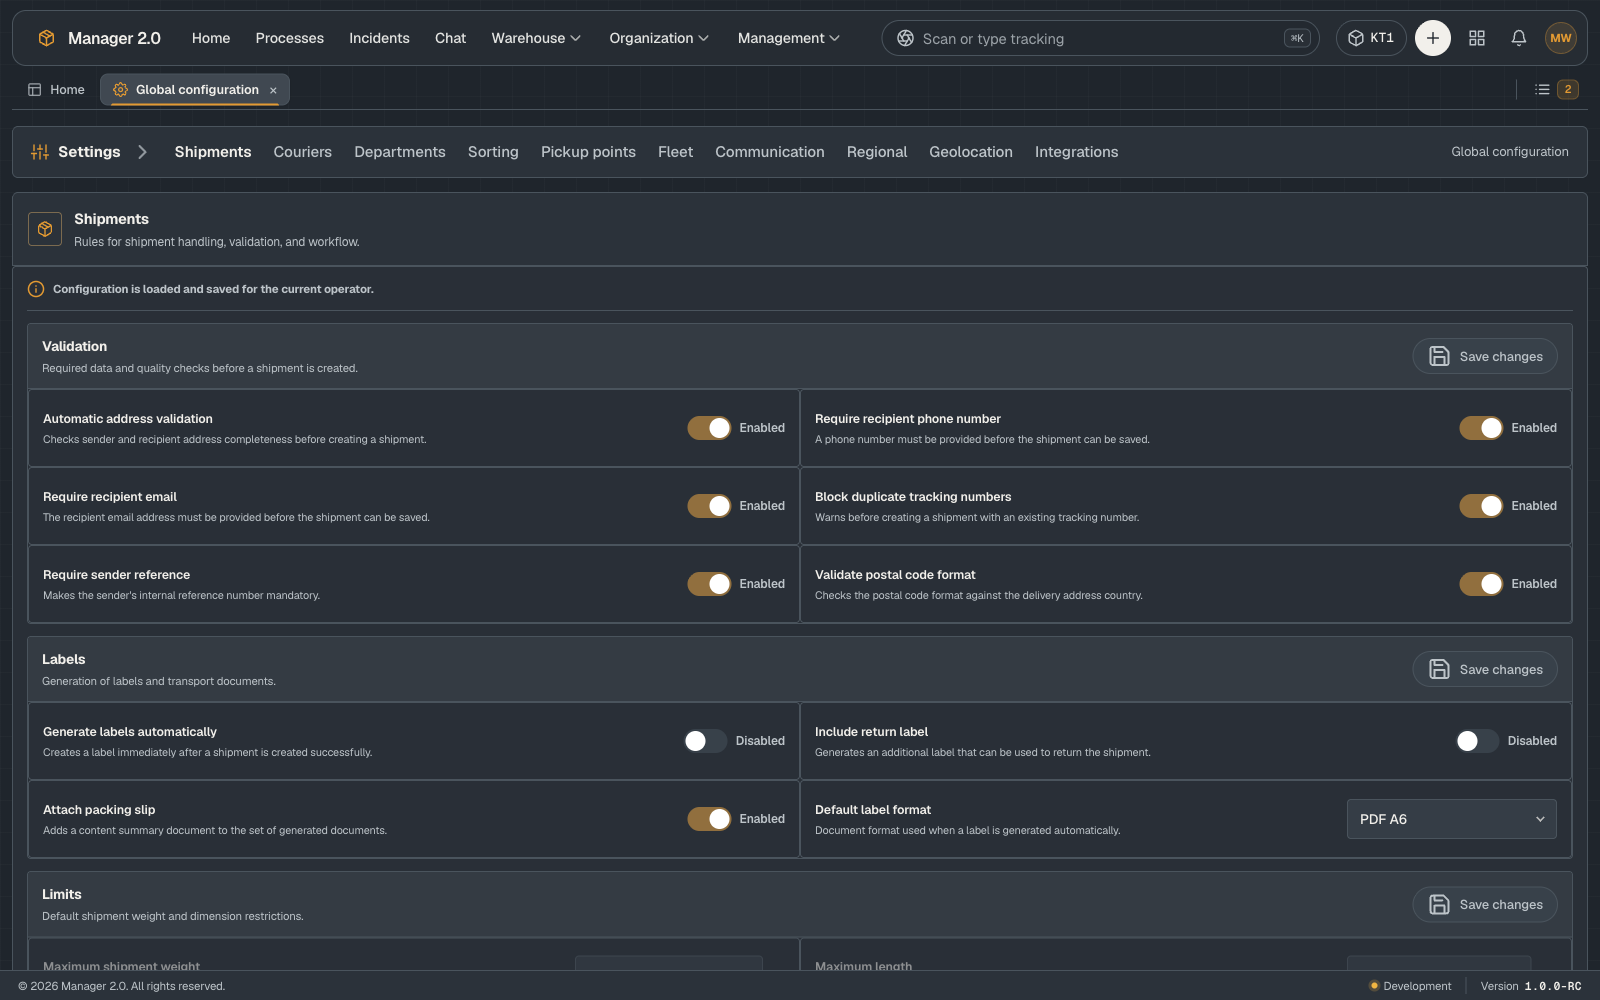 Manager 2.0
Home
Processes
Incidents
Chat
Warehouse
Organization
Management
Scan or type tracking
⌘K
KT1
MW
Home
Global configuration
×
2
Settings
Shipments
Couriers
Departments
Sorting
Pickup points
Fleet
Communication
Regional
Geolocation
Integrations
Global configuration
Shipments
Rules for shipment handling, validation, and workflow.
Configuration is loaded and saved for the current operator.
Validation
Required data and quality checks before a shipment is created.
Save changes
Automatic address validation
Checks sender and recipient address completeness before creating a shipment.
Enabled
Require recipient phone number
A phone number must be provided before the shipment can be saved.
Enabled
Require recipient email
The recipient email address must be provided before the shipment can be saved.
Enabled
Block duplicate tracking numbers
Warns before creating a shipment with an existing tracking number.
Enabled
Require sender reference
Makes the sender's internal reference number mandatory.
Enabled
Validate postal code format
Checks the postal code format against the delivery address country.
Enabled
Labels
Generation of labels and transport documents.
Save changes
Generate labels automatically
Creates a label immediately after a shipment is created successfully.
Disabled
Include return label
Generates an additional label that can be used to return the shipment.
Disabled
Attach packing slip
Adds a content summary document to the set of generated documents.
Enabled
Default label format
Document format used when a label is generated automatically.
PDF A6
Limits
Default shipment weight and dimension restrictions.
Save changes
Maximum shipment weight
Maximum length
© 2026 Manager 2.0. All rights reserved.
Development
Version 1.0.0-RC